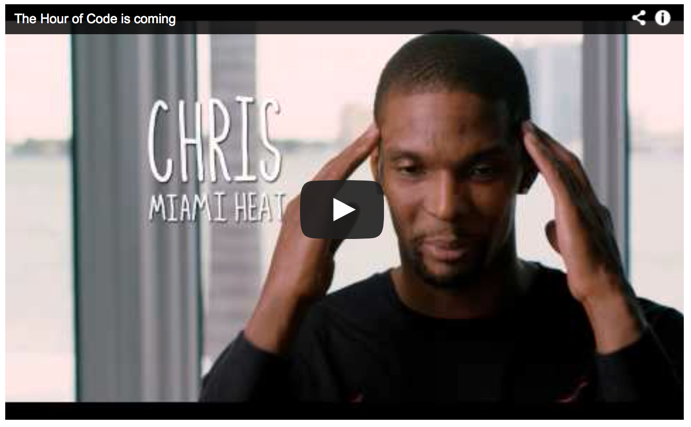 The Hour of Code is coming
CHRIS
MIAMI HEAT